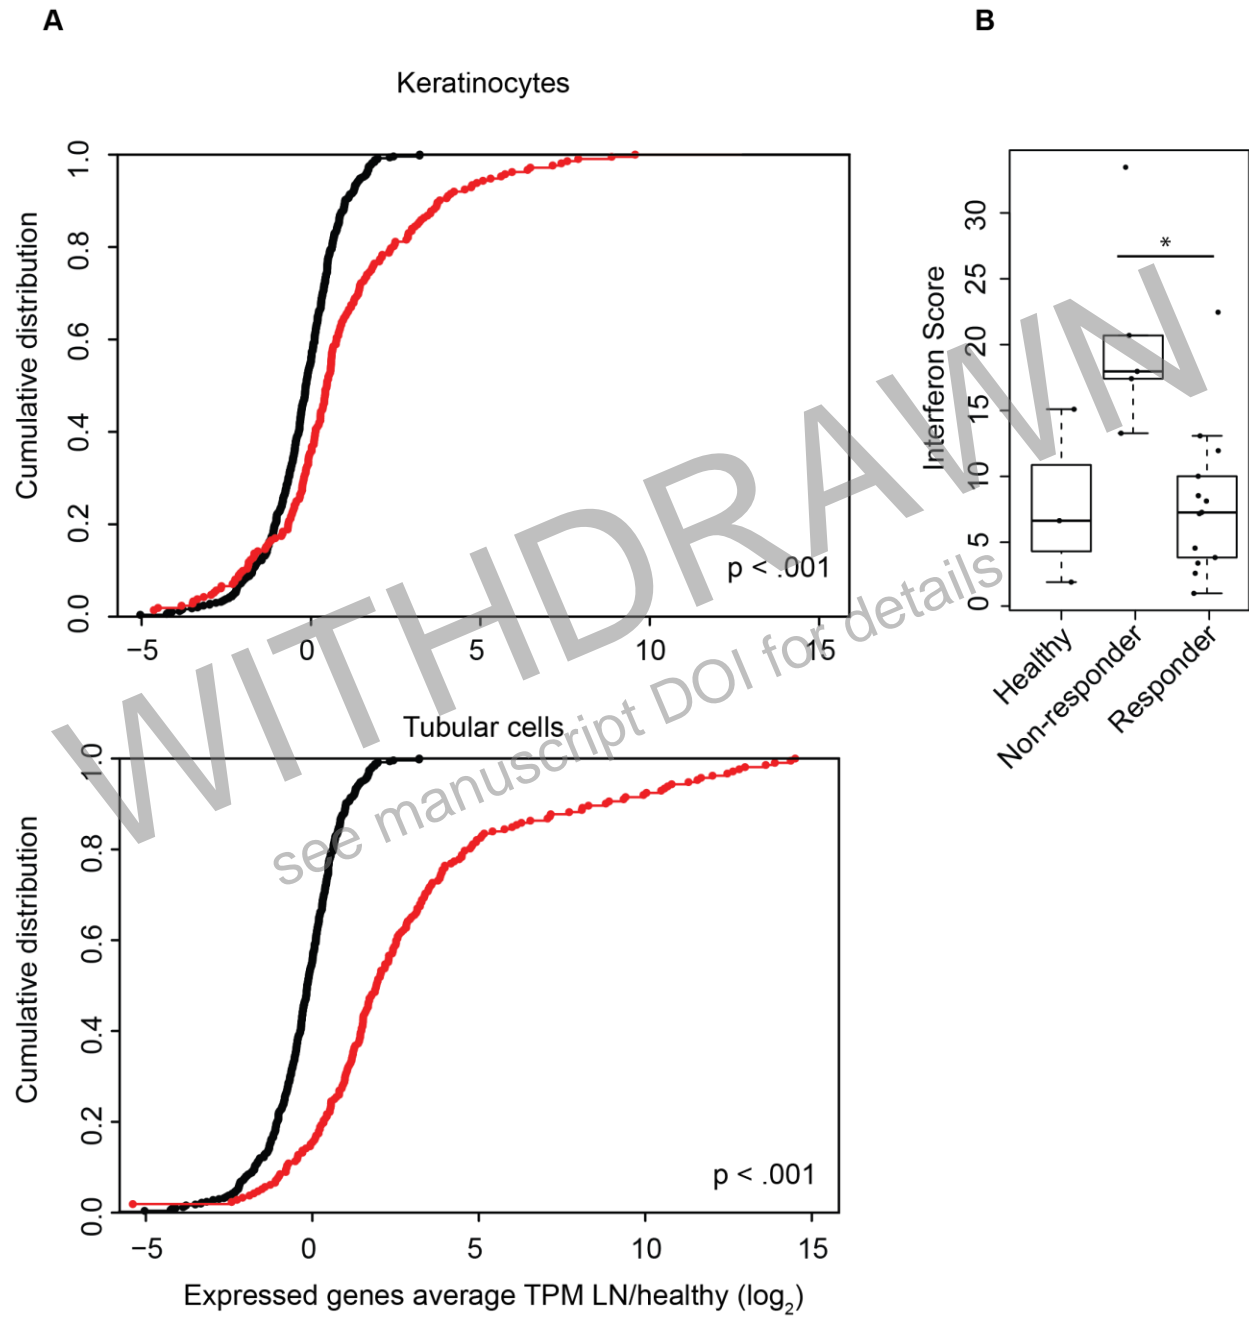 A
B
Keratinocytes
Cumulative distribution
0.0 0.2 0.4 0.6 0.8 1.0
p < .001
−5 0 5 10 15
Tubular cells
Cumulative distribution
0.0 0.2 0.4 0.6 0.8 1.0
p < .001
−5 0 5 10 15
Expressed genes average TPM LN/healthy (log2)
Interferon Score
0 5 10 15 20 25 30
*
Healthy
Non-responder
Responder
WITHDRAWN
see manuscript DOI for details